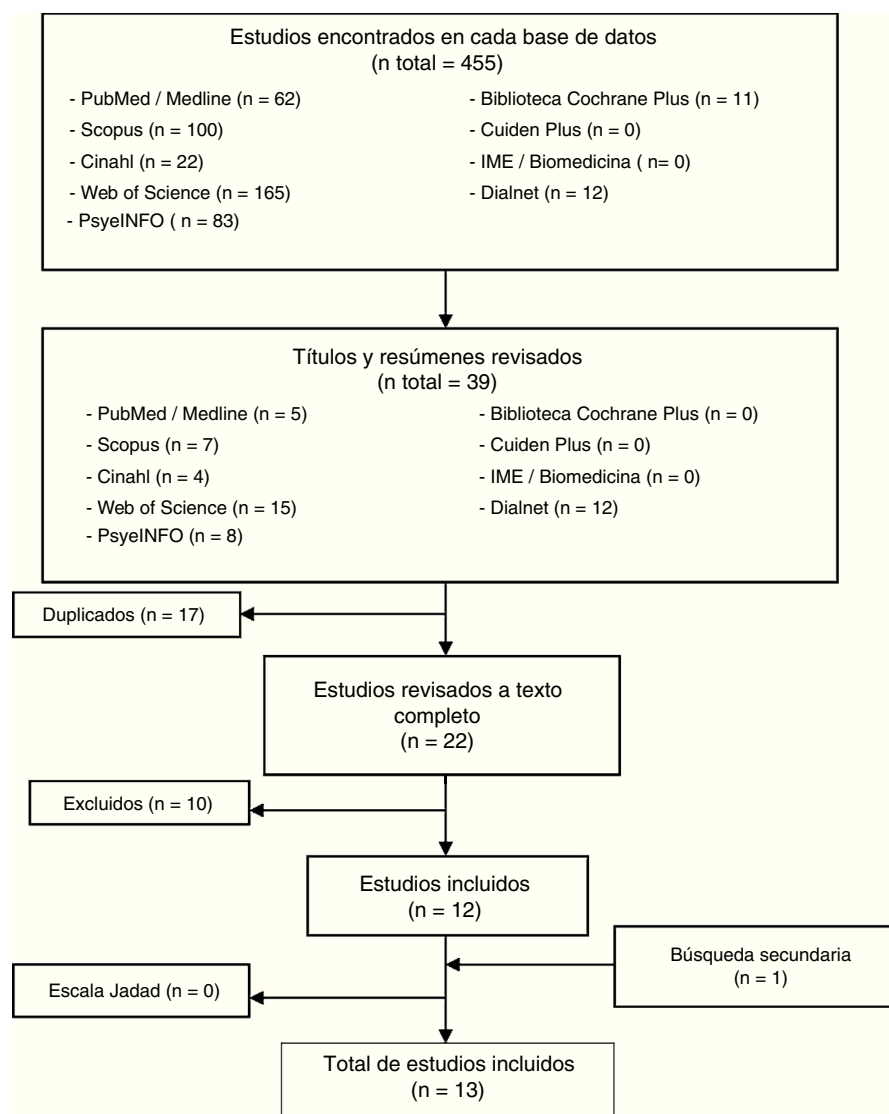 Estudios encontrados en cada base de datos
(n total = 455)
- PubMed / Medline (n = 62)
- Scopus (n = 100)
- Cinahl (n = 22)
- Web of Science (n = 165)
- PsyeINFO ( n = 83)
- Biblioteca Cochrane Plus (n = 11)
- Cuiden Plus (n = 0)
- IME / Biomedicina ( n= 0)
- Dialnet (n = 12)
Títulos y resúmenes revisados
(n total = 39)
- PubMed / Medline (n = 5)
- Scopus (n = 7)
- Cinahl (n = 4)
- Web of Science (n = 15)
- PsyeINFO (n = 8)
- Biblioteca Cochrane Plus (n = 0)
- Cuiden Plus (n = 0)
- IME / Biomedicina (n = 0)
- Dialnet (n = 12)
Duplicados (n = 17)
Estudios revisados a texto
completo
(n = 22)
Excluidos (n = 10)
Estudios incluidos
(n = 12)
Búsqueda secundaria
(n = 1)
Escala Jadad (n = 0)
Total de estudios incluidos
(n = 13)